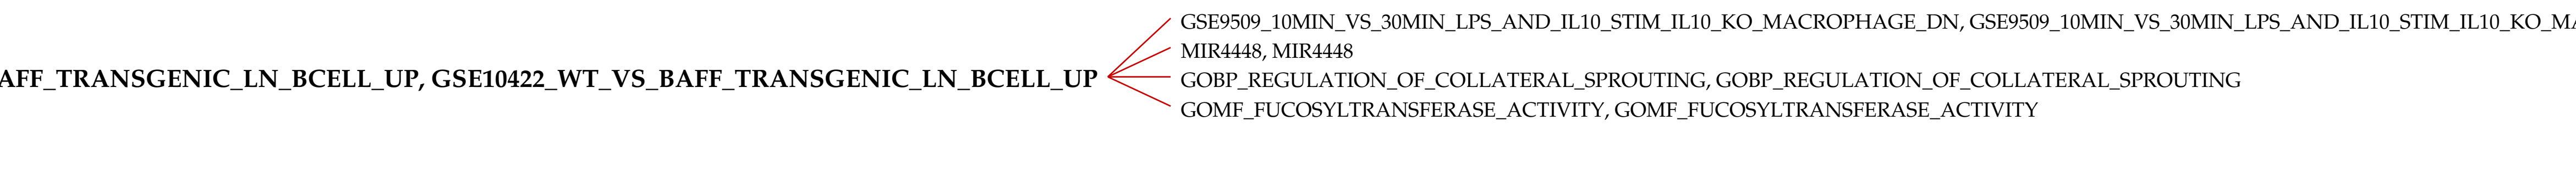 GSE9509_10MIN_VS_30MIN_LPS_AND_IL10_STIM_IL10_KO_MACROPHAGE_DN, GSE9509_10MIN_VS_30MIN_LPS_AND_IL10_STIM_IL10_KO_MA
MIR4448, MIR4448
AFF_TRANSGENIC_LN_BCELL_UP, GSE10422_WT_VS_BAFF_TRANSGENIC_LN_BCELL_UP
GOBP_REGULATION_OF_COLLATERAL_SPROUTING, GOBP_REGULATION_OF_COLLATERAL_SPROUTING
GOMF_FUCOSYLTRANSFERASE_ACTIVITY, GOMF_FUCOSYLTRANSFERASE_ACTIVITY